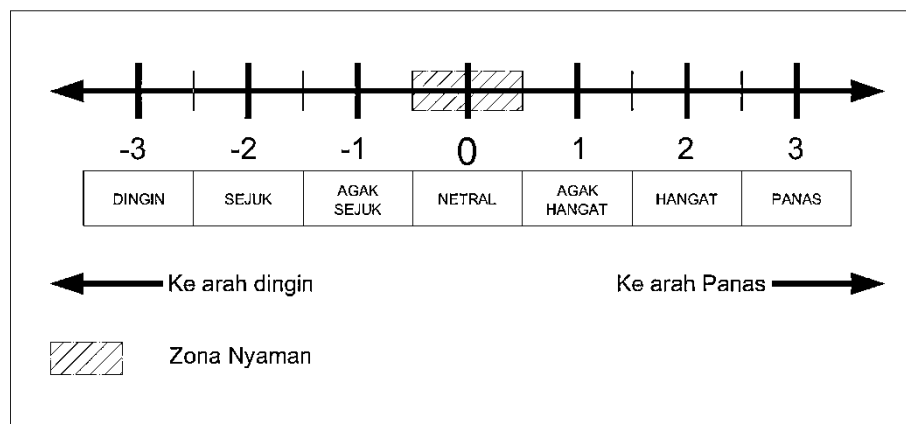 -3 -2 -1 0 1 2 3
DINGIN SEJUK AGAK SEJUK NETRAL AGAK HANGAT HANGAT PANAS
Ke arah dingin Ke arah Panas
Zona Nyaman